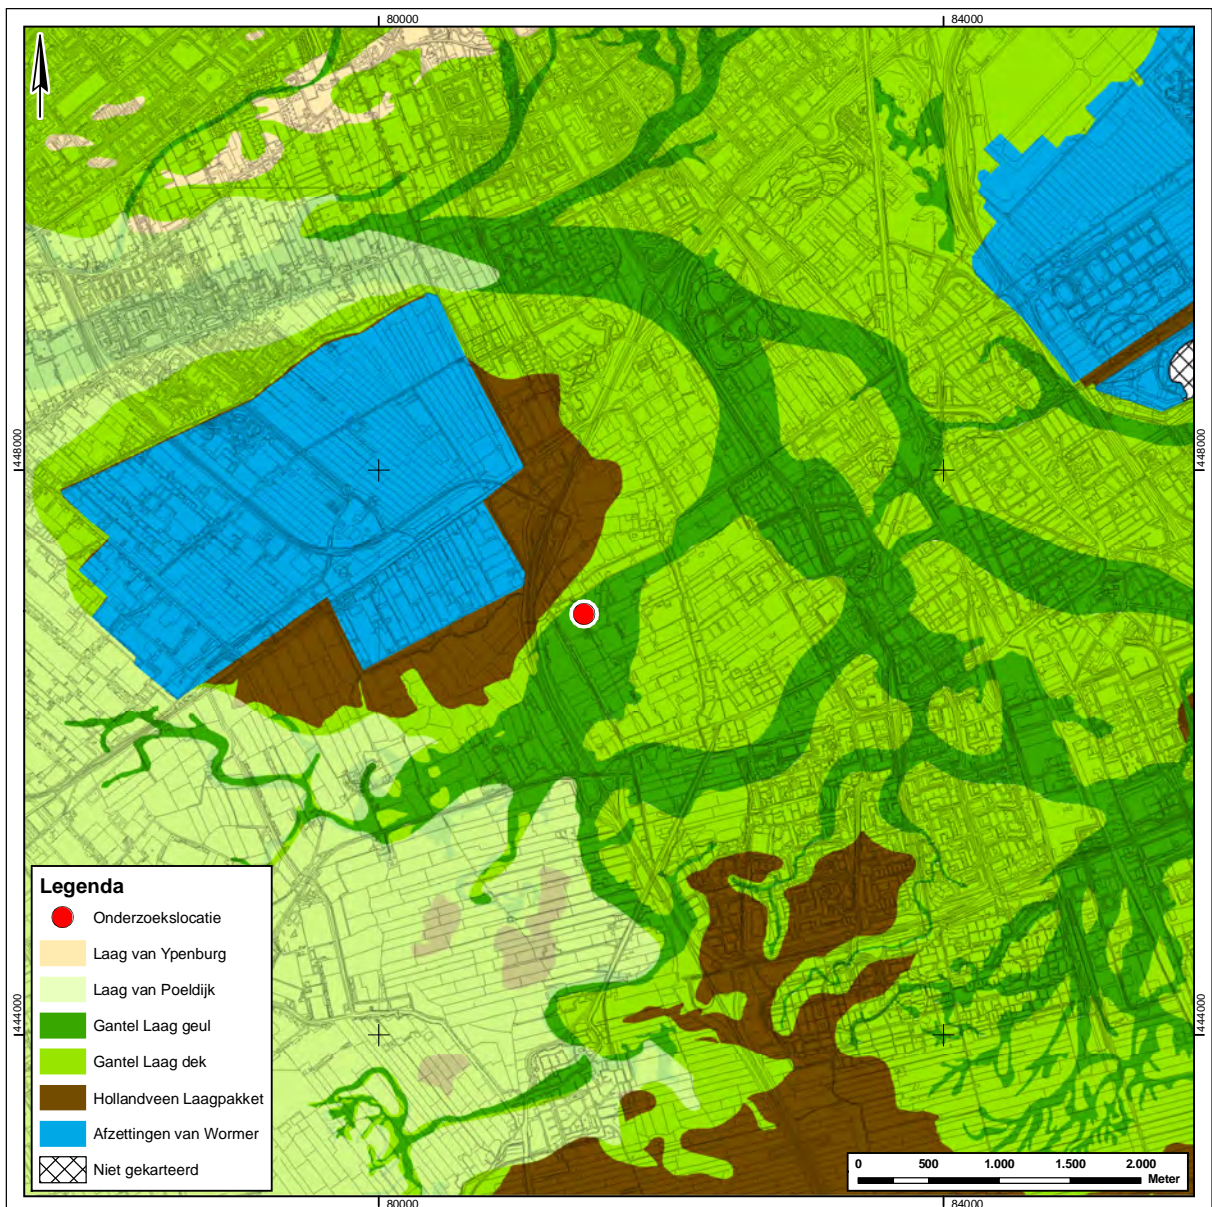 80000 84000
448000 448000
Legenda
Onderzoekslocatie
Laag van Ypenburg
Laag van Poeldijk
Gantel Laag geul
Gantel Laag dek
Hollandveen Laagpakket
Afzettingen van Wormer
Niet gekarteerd
444000 444000
0 500 1.000 1.500 2.000
Meter
80000 84000